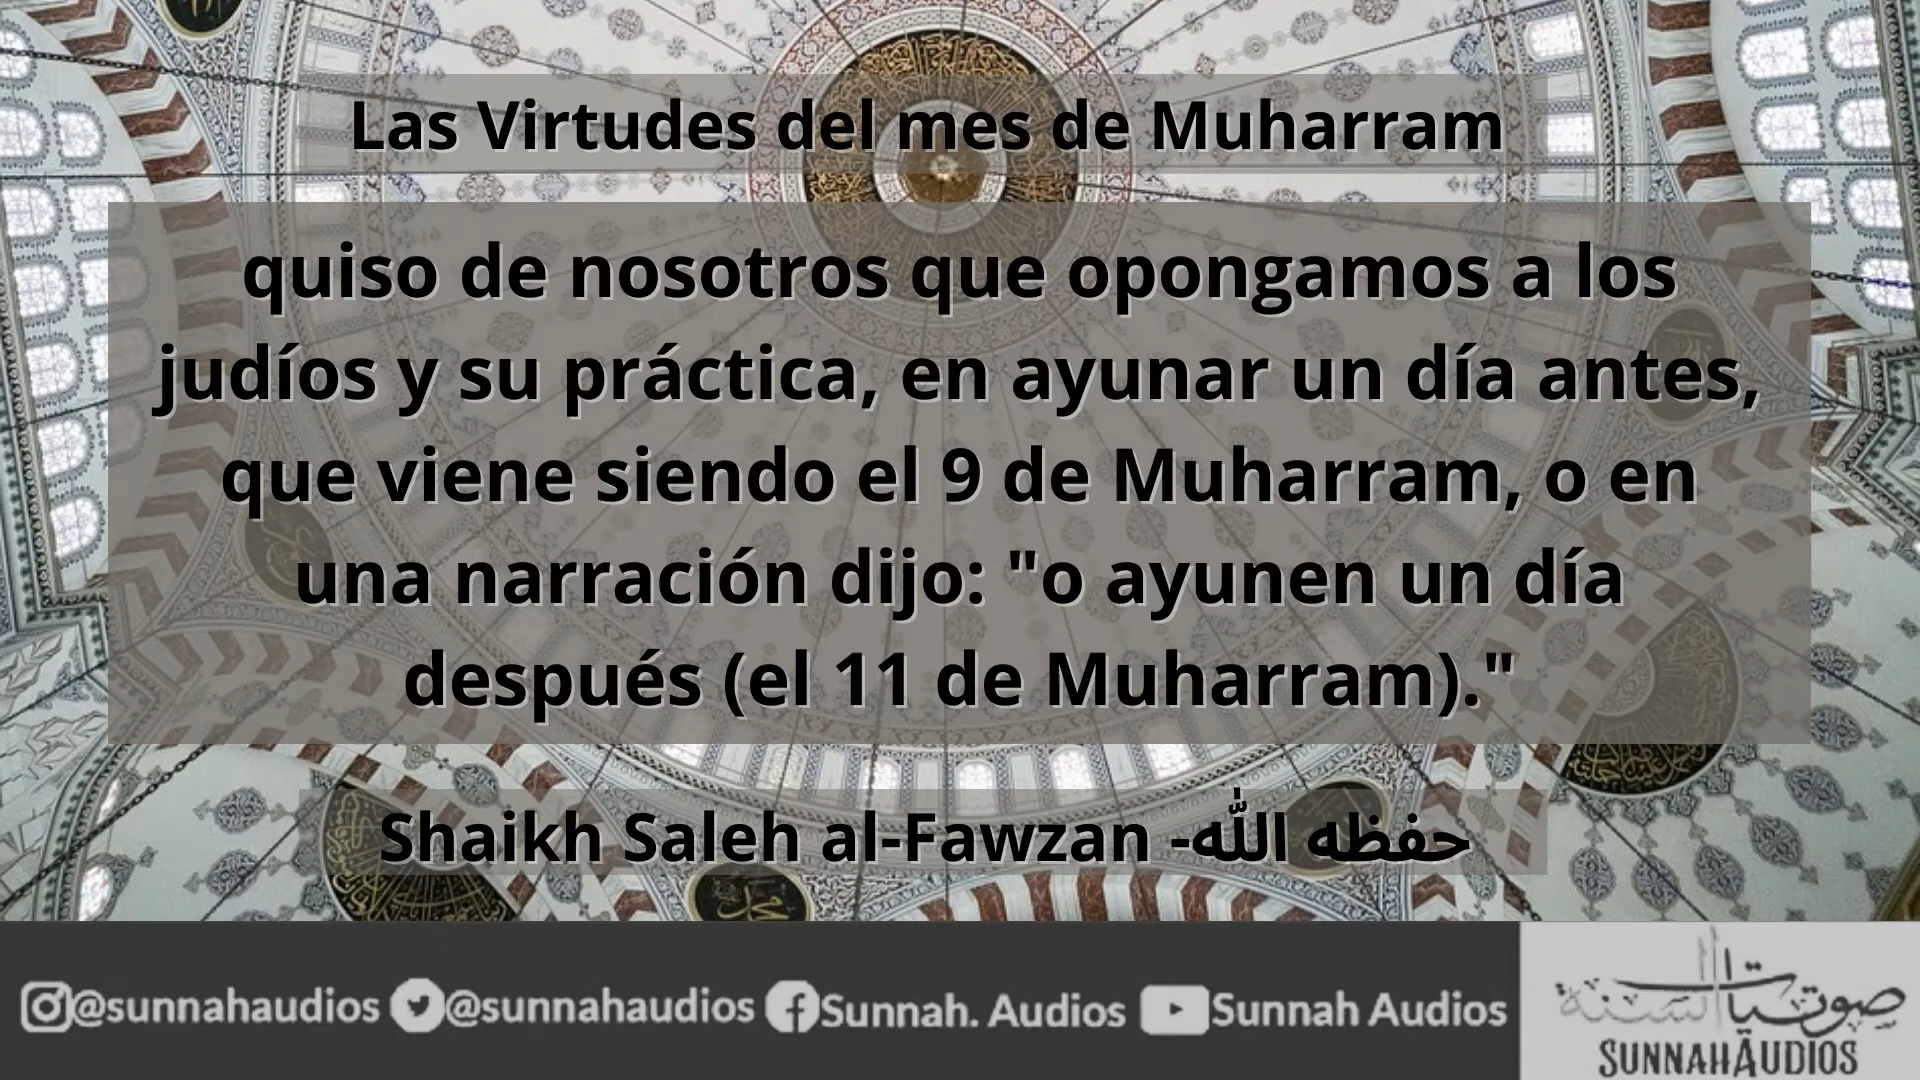 Las Virtudes del mes de Muharram
quiso de nosotros que opongamos a los
judíos y su práctica, en ayunar un día antes,
que viene siendo el 9 de Muharram, o en
una narración dijo: "o ayunen un día
después (el 11 de Muharram)."
Shaikh Saleh al-Fawzan -حفظه الله
@sunnahaudios @sunnahaudios Sunnah. Audios Sunnah Audios
صوتيات السنة
SUNNAHAUDIOS